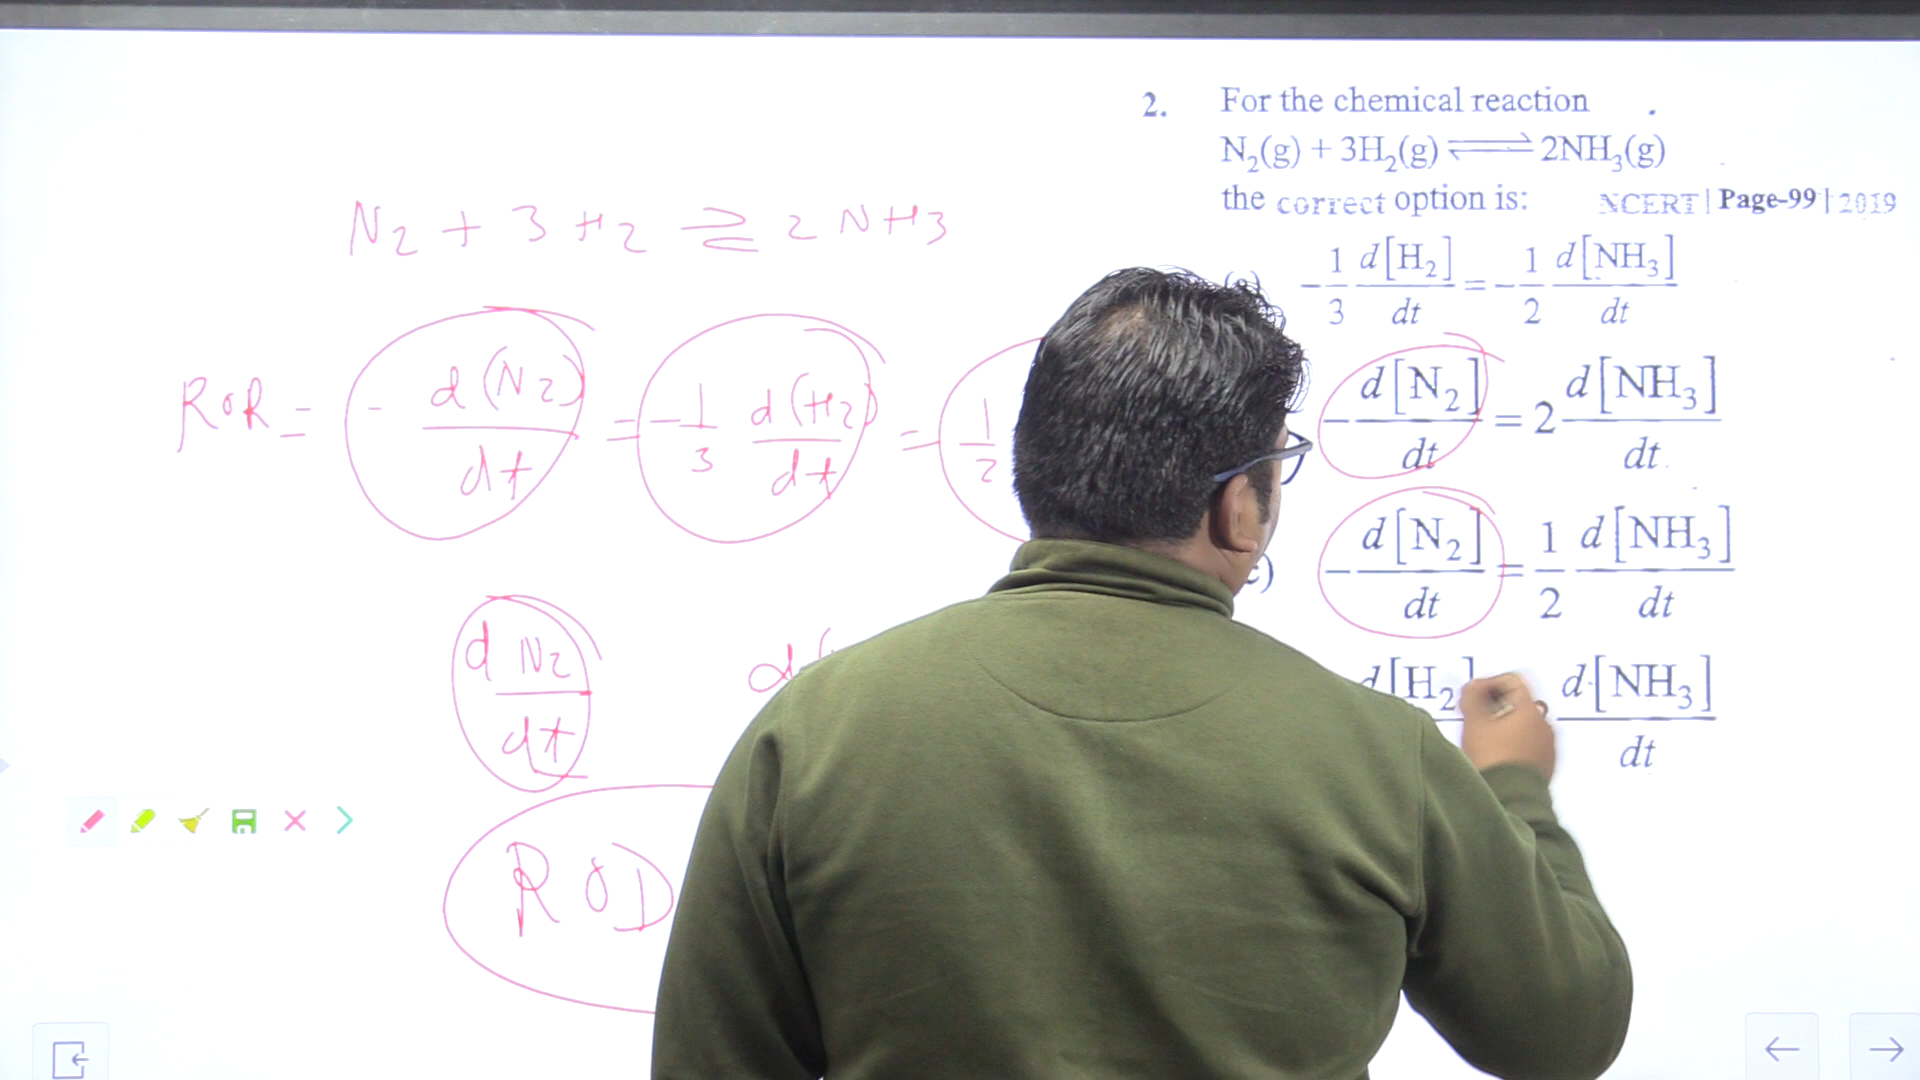 2. For the chemical reaction
N₂(g) + 3H₂(g) ⇌ 2NH₃(g)
the correct option is: NCERT | Page-99 | 2019
(a) -1/3 d[H₂]/dt = -1/2 d[NH₃]/dt
-d[N₂]/dt = 2 d[NH₃]/dt
-d[N₂]/dt = 1/2 d[NH₃]/dt
d[H₂] d[NH₃]/dt
N₂ + 3H₂ ⇌ 2NH₃
ROR = - d(N₂)/dt = -1/3 d(H₂)/dt = 1/2
d N₂/dt d(
ROD